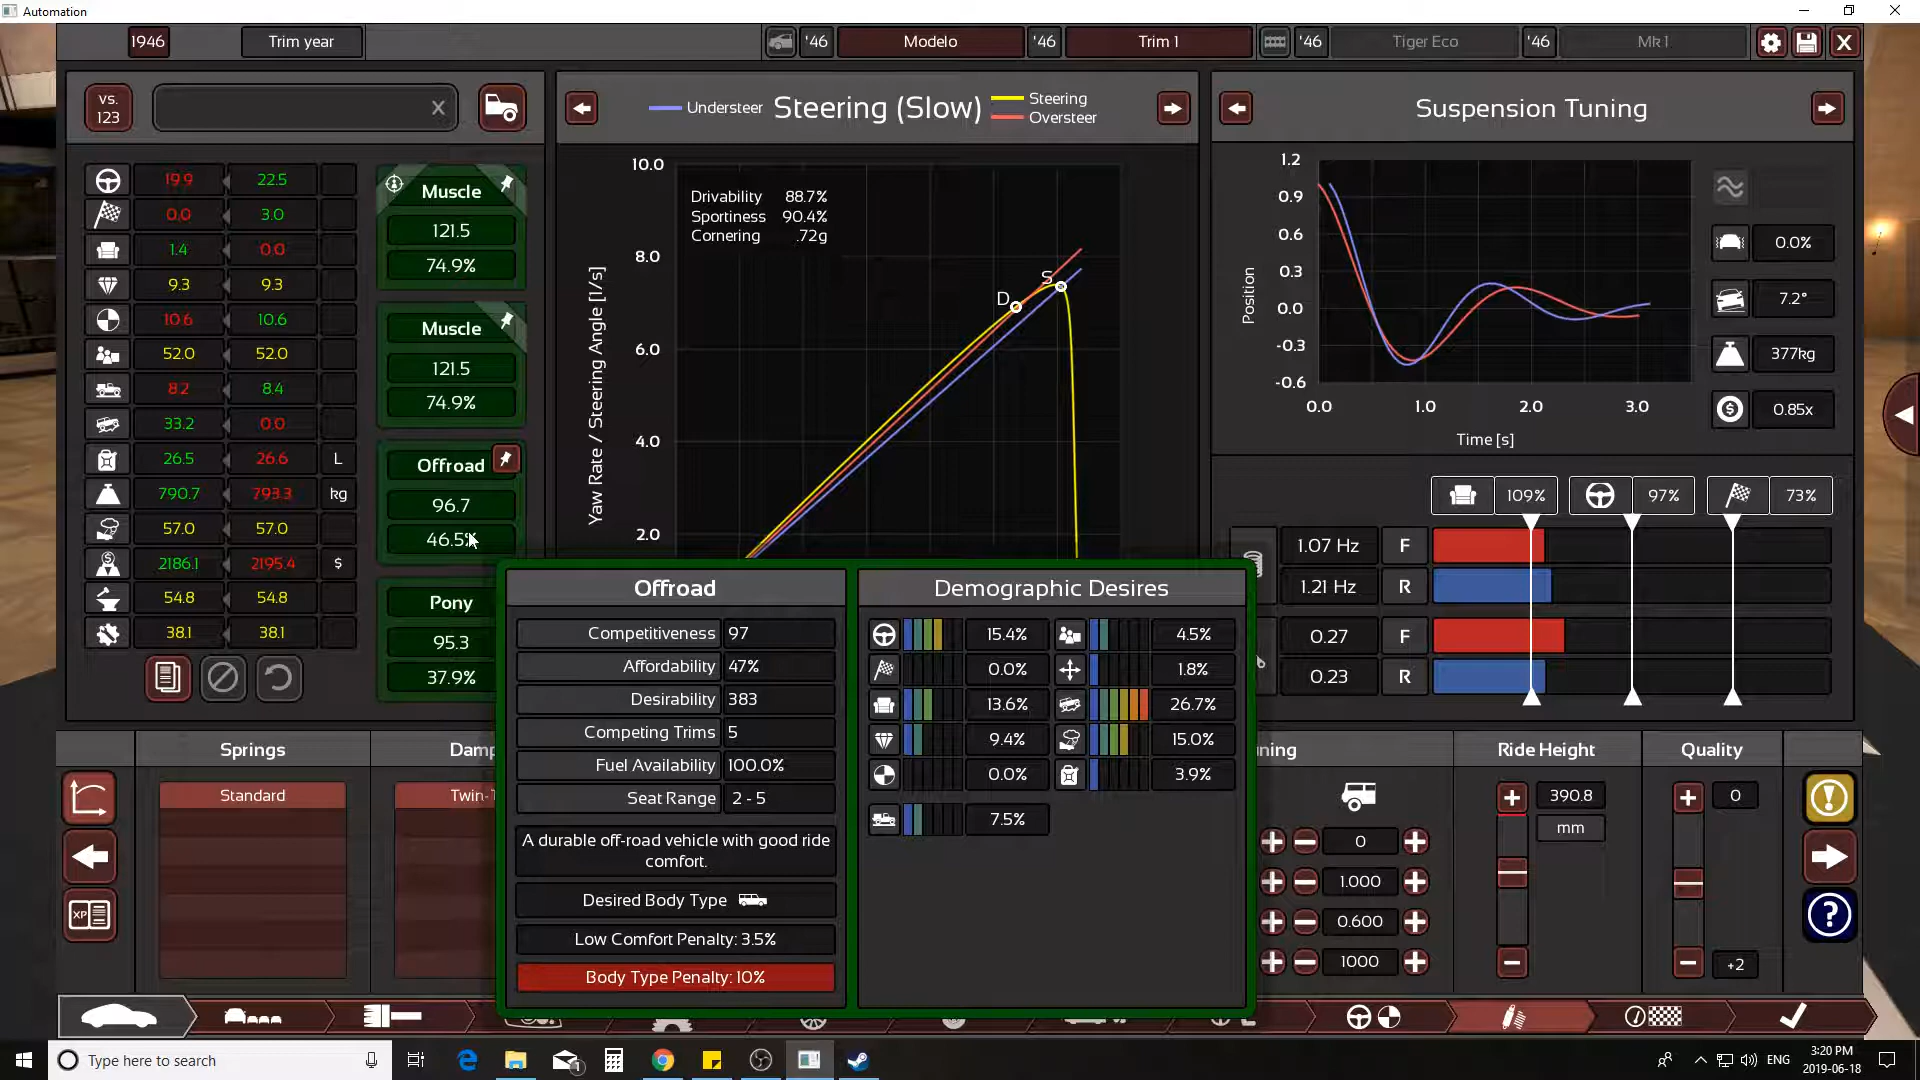 Automation
1946
Trim year
'46
Modelo
'46
Trim 1
'46
Tiger Eco
'46
Mk 1
vs.
123
X
19.9 22.5
0.0 3.0
1.4 0.0
9.3 9.3
10.6 10.6
52.0 52.0
8.2 8.4
33.2 0.0
26.5 26.6 L
790.7 793.3 kg
57.0 57.0
2186.1 2195.4 $
54.8 54.8
38.1 38.1
Muscle
121.5
74.9%
Muscle
121.5
74.9%
Offroad
96.7
46.5%
Pony
95.3
37.9%
Understeer
Steering (Slow)
Steering
Oversteer
10.0
8.0
6.0
4.0
2.0
Yaw Rate / Steering Angle [1/s]
Drivability 88.7%
Sportiness 90.4%
Cornering .72g
D
S
Suspension Tuning
1.2
0.9
0.6
0.3
0.0
-0.3
-0.6
Position
0.0 1.0 2.0 3.0
Time [s]
0.0%
7.2°
377kg
0.85x
109%
97%
73%
1.07 Hz F
1.21 Hz R
0.27 F
0.23 R
Offroad
Competitiveness 97
Affordability 47%
Desirability 383
Competing Trims 5
Fuel Availability 100.0%
Seat Range 2 - 5
A durable off-road vehicle with good ride
comfort.
Desired Body Type
Low Comfort Penalty: 3.5%
Body Type Penalty: 10%
Demographic Desires
15.4% 4.5%
0.0% 1.8%
13.6% 26.7%
9.4% 15.0%
0.0% 3.9%
7.5%
Springs
Standard
Damp
Twin-T
ning
0
1.000
0.600
1000
Ride Height
390.8
mm
Quality
0
+2
XP
Type here to search
1
ENG
3:20 PM
2019-06-18